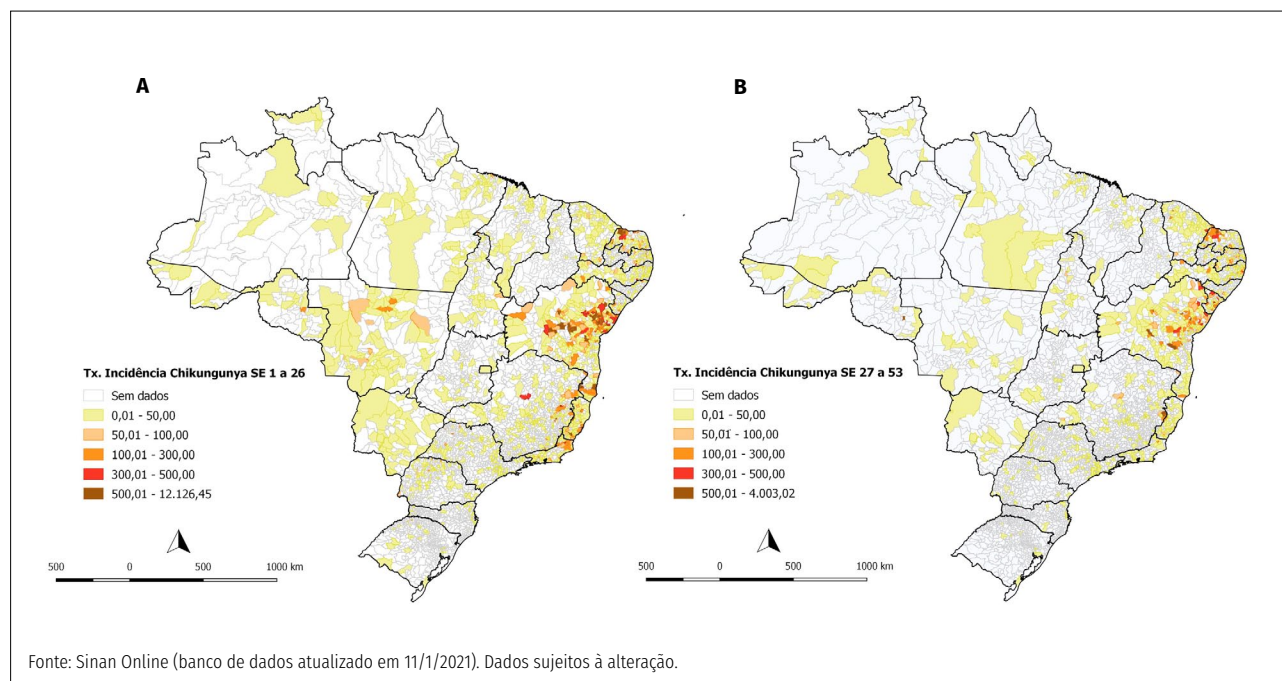 A
Tx. Incidência Chikungunya SE 1 a 26
Sem dados
0,01 - 50,00
50,01 - 100,00
100,01 - 300,00
300,01 - 500,00
500,01 - 12.126,45
500 0 500 1000 km
B
Tx. Incidência Chikungunya SE 27 a 53
Sem dados
0,01 - 50,00
50,01 - 100,00
100,01 - 300,00
300,01 - 500,00
500,01 - 4.003,02
500 0 500 1000 km
Fonte: Sinan Online (banco de dados atualizado em 11/1/2021). Dados sujeitos à alteração.